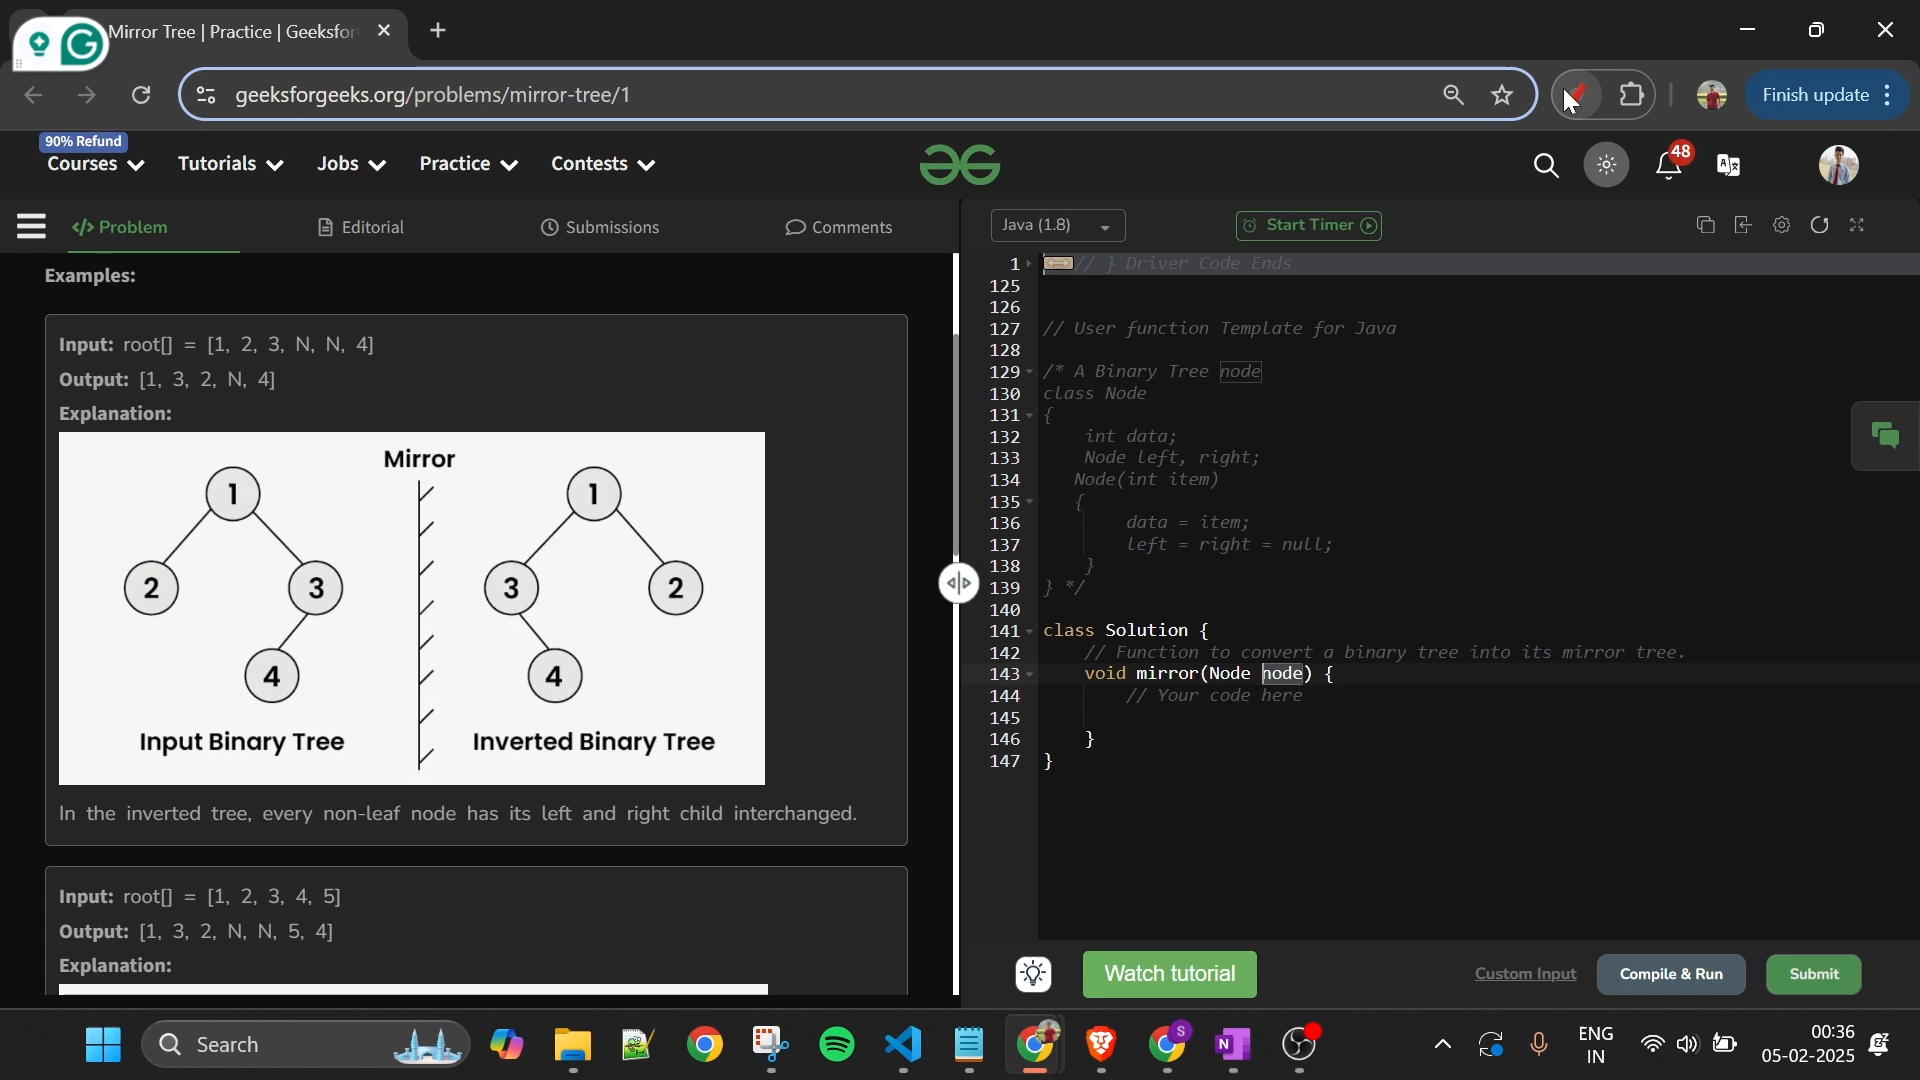 Mirror Tree | Practice | Geeksfor
geeksforgeeks.org/problems/mirror-tree/1
Finish update
90% Refund
Courses
Tutorials
Jobs
Practice
Contests
48
</> Problem
Editorial
Submissions
Comments
Java (1.8)
Start Timer
Examples:
Input: root[] = [1, 2, 3, N, N, 4]
Output: [1, 3, 2, N, 4]
Explanation:
Mirror
1
1
2
3
3
2
4
4
Input Binary Tree
Inverted Binary Tree
In the inverted tree, every non-leaf node has its left and right child interchanged.
Input: root[] = [1, 2, 3, 4, 5]
Output: [1, 3, 2, N, N, 5, 4]
Explanation:
1 // } Driver Code Ends
125
126
127 // User function Template for Java
128
129 /* A Binary Tree node
130 class Node
131 {
132 int data;
133 Node left, right;
134 Node(int item)
135 {
136 data = item;
137 left = right = null;
138 }
139 } */
140
141 class Solution {
142 // Function to convert a binary tree into its mirror tree.
143 void mirror(Node node) {
144 // Your code here
145
146 }
147 }
Watch tutorial
Custom Input
Compile & Run
Submit
Search
S
N
ENG
IN
00:36
05-02-2025